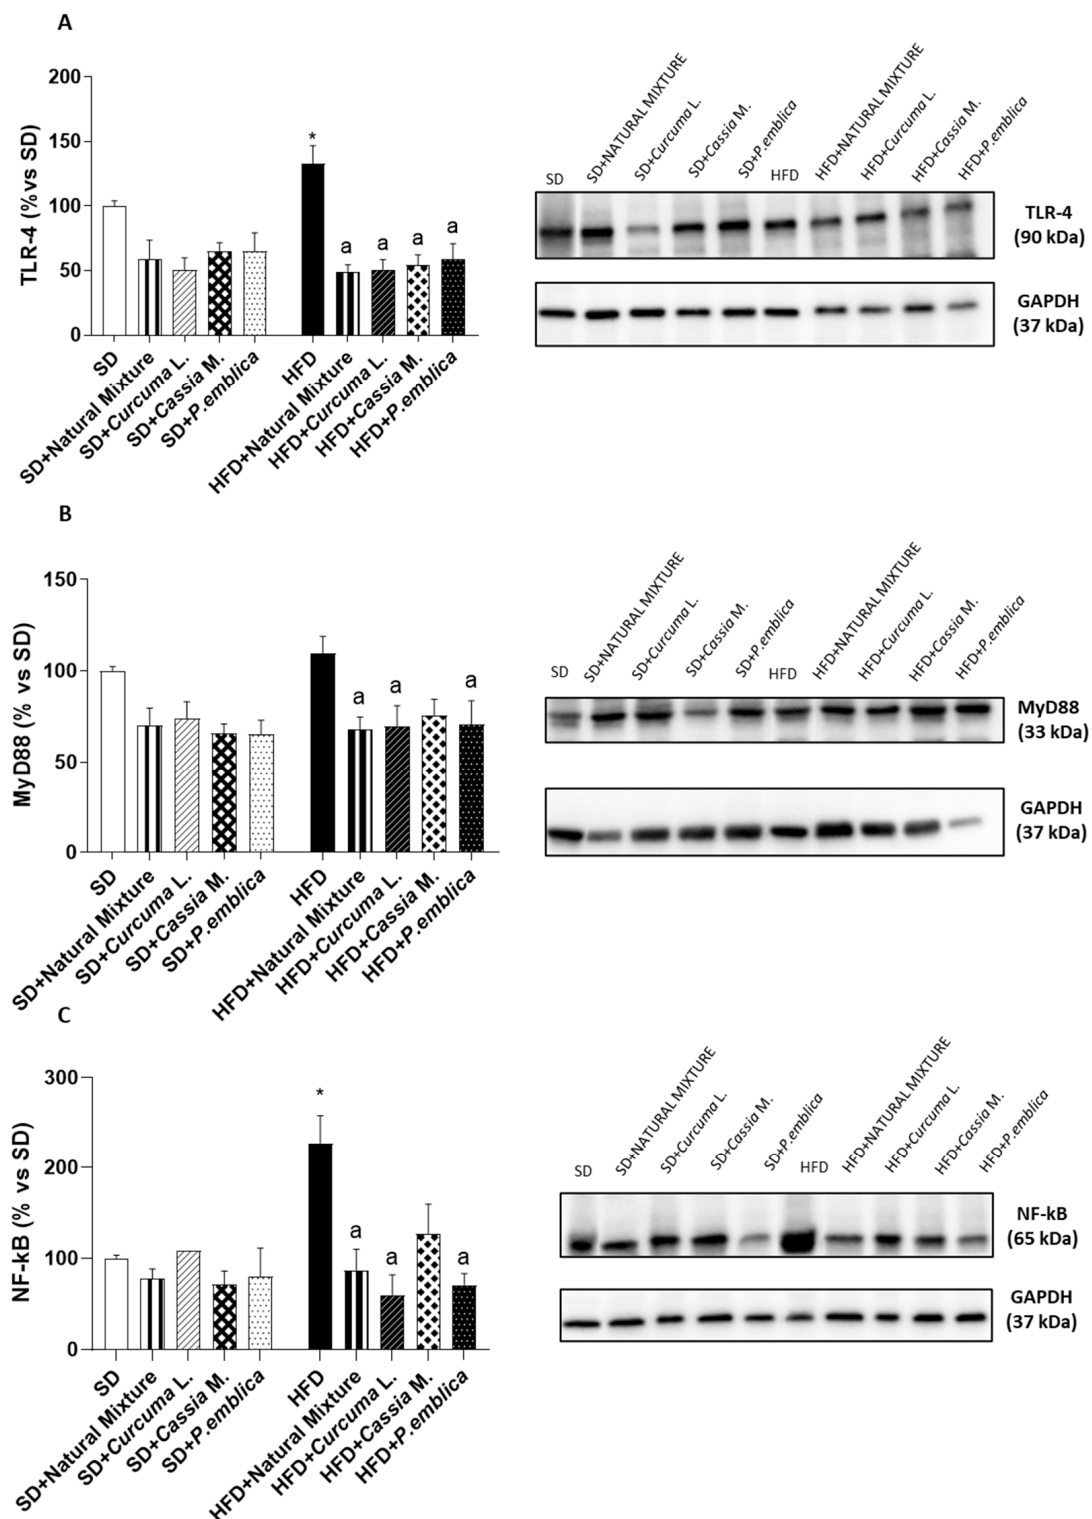 A
TLR-4 (%vs SD)
200
150
100
50
0
*
a
a
a
a
SD
SD+Natural Mixture
SD+Curcuma L.
SD+Cassia M.
SD+P.emblica
HFD
HFD+Natural Mixture
HFD+Curcuma L.
HFD+Cassia M.
HFD+P.emblica
SD
SD+NATURAL MIXTURE
SD+Curcuma L.
SD+Cassia M.
SD+P.emblica
HFD
HFD+NATURAL MIXTURE
HFD+Curcuma L.
HFD+Cassia M.
HFD+P.emblica
TLR-4
(90 kDa)
GAPDH
(37 kDa)
B
MyD88 (% vs SD)
150
100
50
0
a
a
a
SD
SD+Natural Mixture
SD+Curcuma L.
SD+Cassia M.
SD+P.emblica
HFD
HFD+Natural Mixture
HFD+Curcuma L.
HFD+Cassia M.
HFD+P.emblica
SD
SD+NATURAL MIXTURE
SD+Curcuma L.
SD+Cassia M.
SD+P.emblica
HFD
HFD+NATURAL MIXTURE
HFD+Curcuma L.
HFD+Cassia M.
HFD+P.emblica
MyD88
(33 kDa)
GAPDH
(37 kDa)
C
NF-kB (% vs SD)
300
200
100
0
*
a
a
a
SD
SD+Natural Mixture
SD+Curcuma L.
SD+Cassia M.
SD+P.emblica
HFD
HFD+Natural Mixture
HFD+Curcuma L.
HFD+Cassia M.
HFD+P.emblica
SD
SD+NATURAL MIXTURE
SD+Curcuma L.
SD+Cassia M.
SD+P.emblica
HFD
HFD+NATURAL MIXTURE
HFD+Curcuma L.
HFD+Cassia M.
HFD+P.emblica
NF-kB
(65 kDa)
GAPDH
(37 kDa)